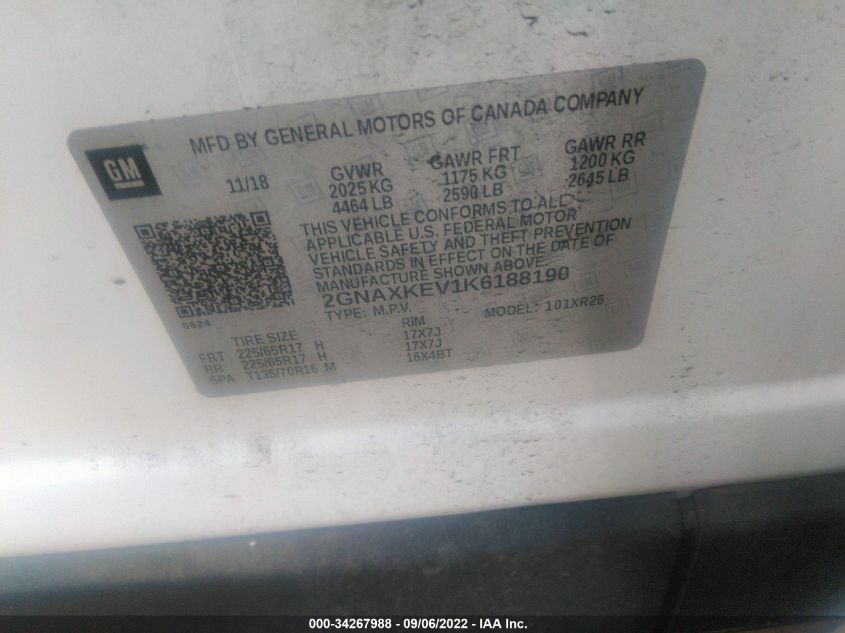 MFD BY GENERAL MOTORS OF CANADA COMPANY
GM
11/18 GVWR GAWR FRT GAWR RR
2025 KG 1175 KG 1200 KG
4464 LB 2590 LB 2645 LB
THIS VEHICLE CONFORMS TO ALL
APPLICABLE U.S. FEDERAL MOTOR
VEHICLE SAFETY AND THEFT PREVENTION
STANDARDS IN EFFECT ON THE DATE OF
MANUFACTURE SHOWN ABOVE.
2GNAXKEV1K6188190
TYPE: M.P.V. MODEL: 101XR26
0624
TIRE SIZE RIM
FRT 225/65R17 H 17X7J
RR 225/65R17 H 17X7J
SPA T135/70R16 M 16X4BT
000-34267988 - 09/06/2022 - IAA Inc.